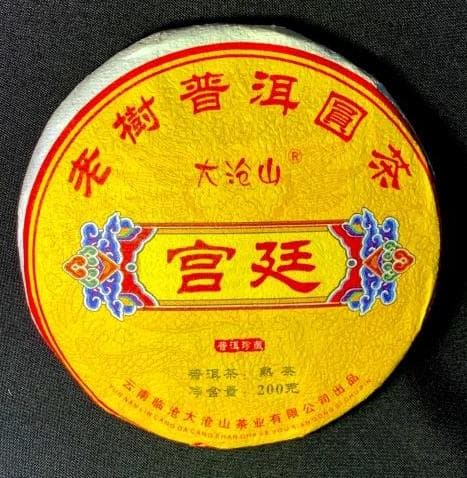 老樹普洱圓茶
大沧山®
宫廷
普洱珍藏
普洱茶：熟茶
净含量：200克
云南临沧大沧山茶业有限公司出品